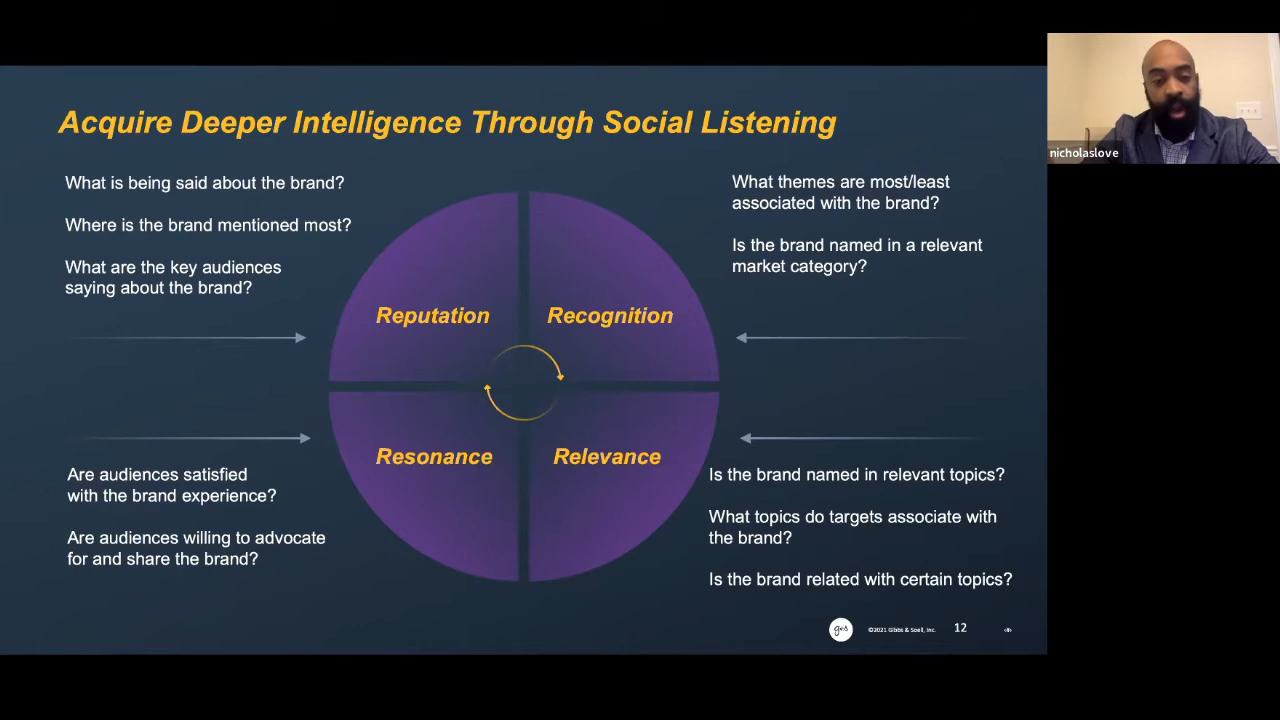 Acquire Deeper Intelligence Through Social Listening
What is being said about the brand?
Where is the brand mentioned most?
What are the key audiences
saying about the brand?
What themes are most/least
associated with the brand?
Is the brand named in a relevant
market category?
Reputation
Recognition
Resonance
Relevance
Are audiences satisfied
with the brand experience?
Are audiences willing to advocate
for and share the brand?
Is the brand named in relevant topics?
What topics do targets associate with
the brand?
Is the brand related with certain topics?
g&s
©2021 Gibbs & Soell, Inc.
12
nicholaslove